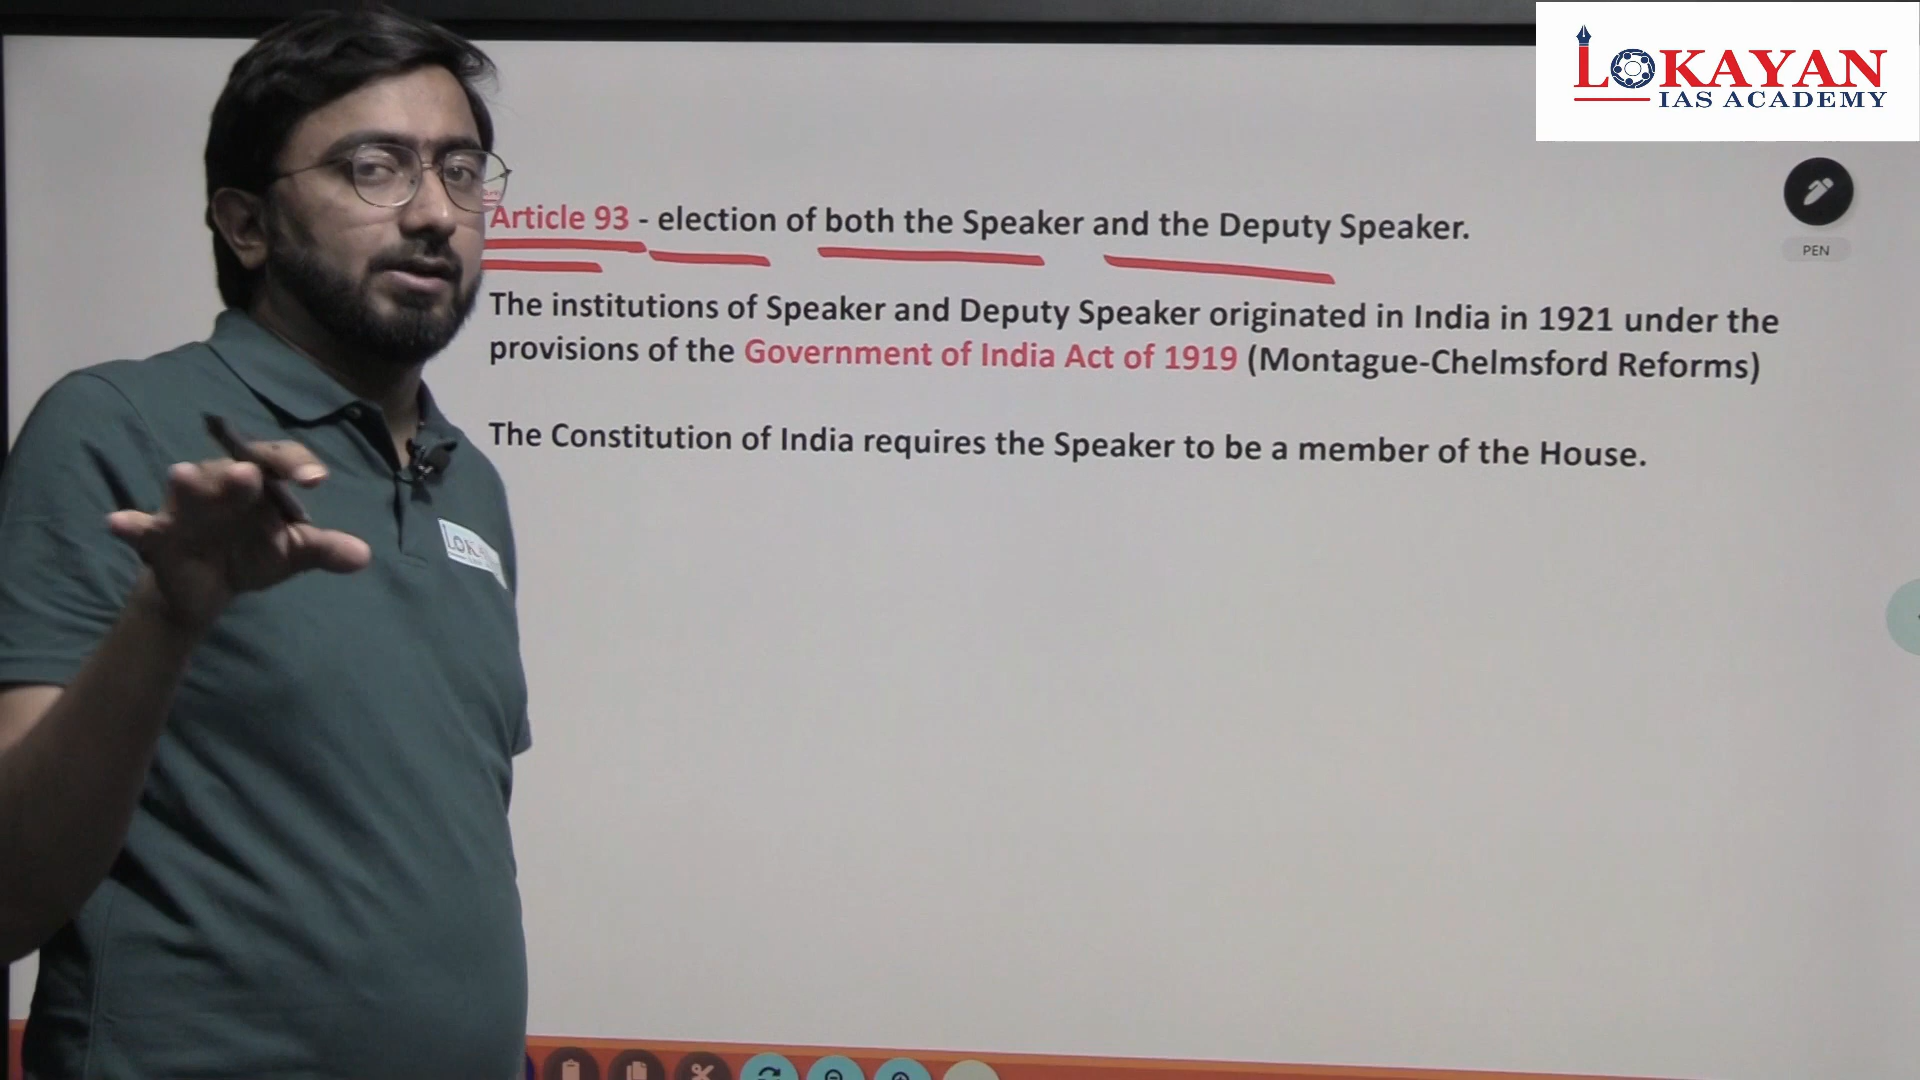 LOKAYAN
IAS ACADEMY
PEN
Article 93 - election of both the Speaker and the Deputy Speaker.
The institutions of Speaker and Deputy Speaker originated in India in 1921 under the
provisions of the Government of India Act of 1919 (Montague-Chelmsford Reforms)
The Constitution of India requires the Speaker to be a member of the House.